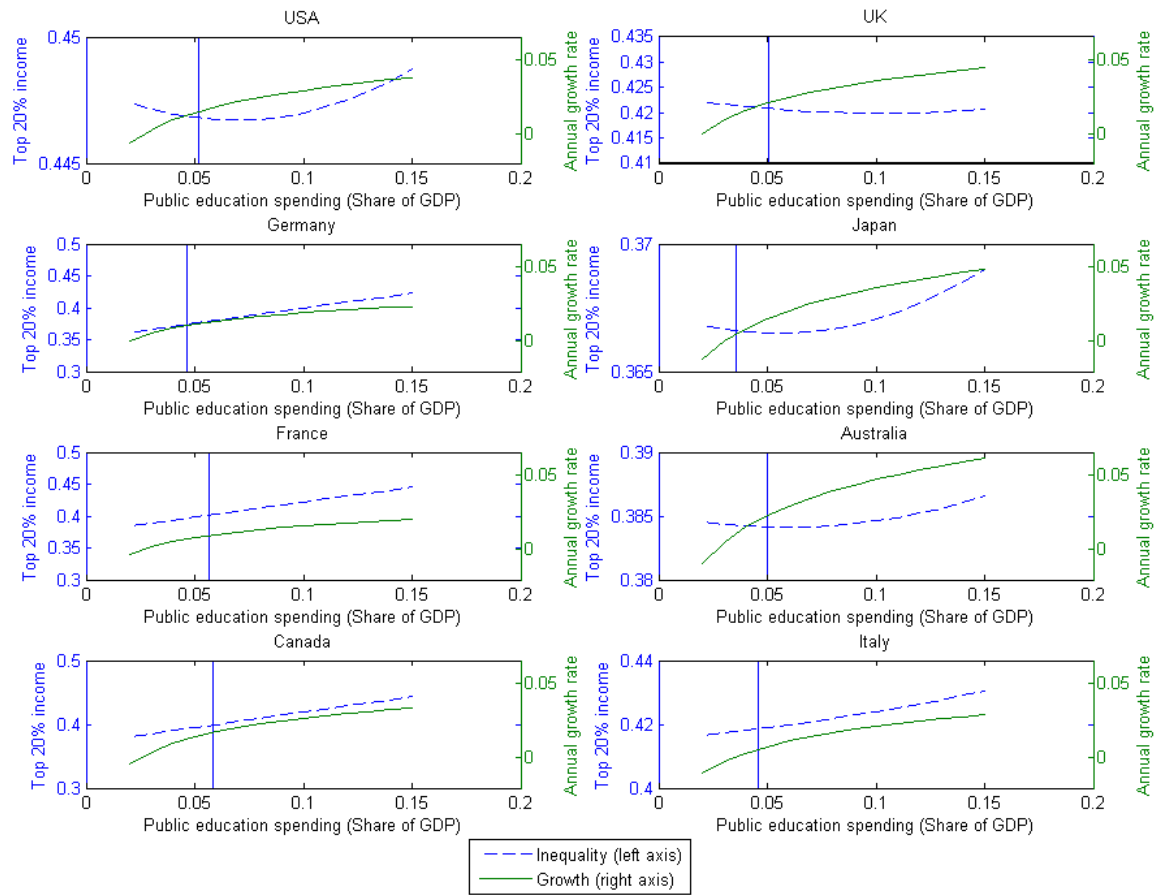 USA
0.45
0.445
Top 20% income
0.05
0
Annual growth rate
0
0.05
0.1
0.15
0.2
Public education spending (Share of GDP)
UK
0.435
0.43
0.425
0.42
0.415
0.41
Top 20% income
0.05
0
Annual growth rate
0
0.05
0.1
0.15
0.2
Public education spending (Share of GDP)
Germany
0.5
0.45
0.4
0.35
0.3
Top 20% income
0.05
0
Annual growth rate
0
0.05
0.1
0.15
0.2
Public education spending (Share of GDP)
Japan
0.37
0.365
Top 20% income
0.05
0
Annual growth rate
0
0.05
0.1
0.15
0.2
Public education spending (Share of GDP)
France
0.5
0.45
0.4
0.35
0.3
Top 20% income
0.05
0
Annual growth rate
0
0.05
0.1
0.15
0.2
Public education spending (Share of GDP)
Australia
0.39
0.385
0.38
Top 20% income
0.05
0
Annual growth rate
0
0.05
0.1
0.15
0.2
Public education spending (Share of GDP)
Canada
0.5
0.4
0.3
Top 20% income
0.05
0
Annual growth rate
0
0.05
0.1
0.15
0.2
Public education spending (Share of GDP)
Italy
0.44
0.42
0.4
Top 20% income
0.05
0
Annual growth rate
0
0.05
0.1
0.15
0.2
Public education spending (Share of GDP)
Inequality (left axis)
Growth (right axis)